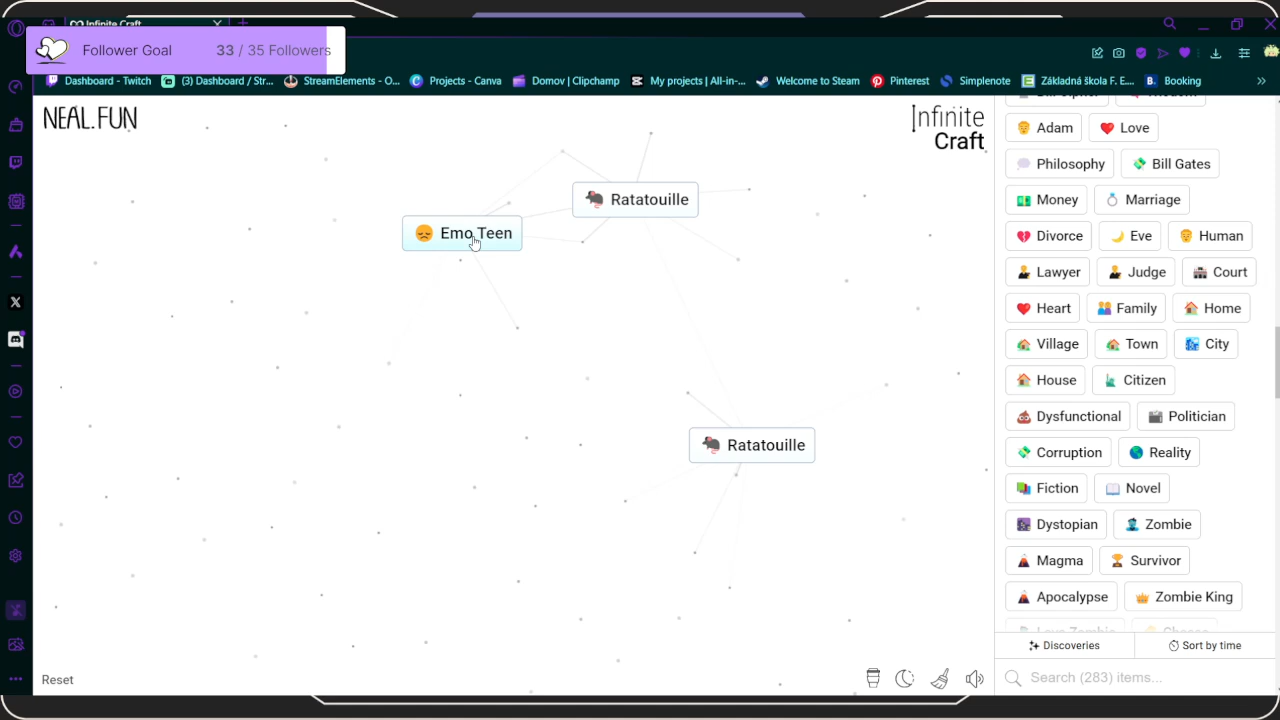 Infinite Craft
Follower Goal 33 / 35 Followers
Dashboard - Twitch (3) Dashboard / Str... StreamElements - O... Projects - Canva Domov | Clipchamp My projects | All-in-... Welcome to Steam Pinterest Simplenote Základná škola F. E... Booking
NEAL.FUN
Infinite
Craft
Ratatouille
Emo Teen
Ratatouille
Adam Love
Philosophy Bill Gates
Money Marriage
Divorce Eve Human
Lawyer Judge Court
Heart Family Home
Village Town City
House Citizen
Dysfunctional Politician
Corruption Reality
Fiction Novel
Dystopian Zombie
Magma Survivor
Apocalypse Zombie King
Discoveries Sort by time
Reset
Search (283) items...